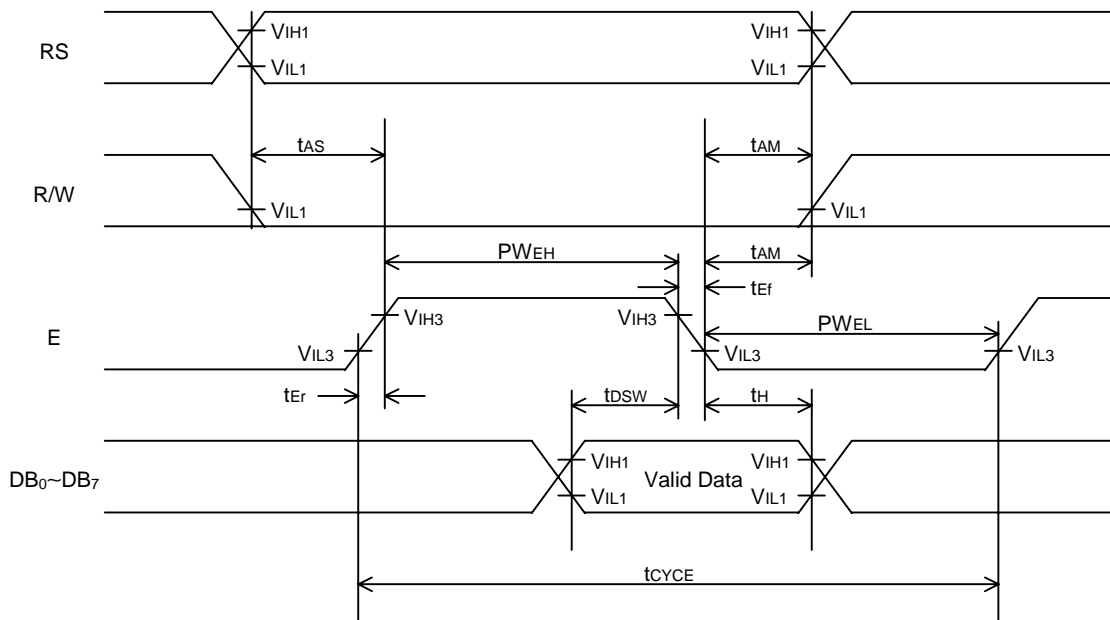 RS VIH1 VIH1
VIL1 VIL1
tAS tAM
R/W VIL1 VIL1
PWEH tAM
tEf
VIH3 VIH3 PWEL
E
VIL3 VIL3 VIL3
tEr tDSW tH
VIH1 VIH1
DB0~DB7 Valid Data
VIL1 VIL1
tCYCE